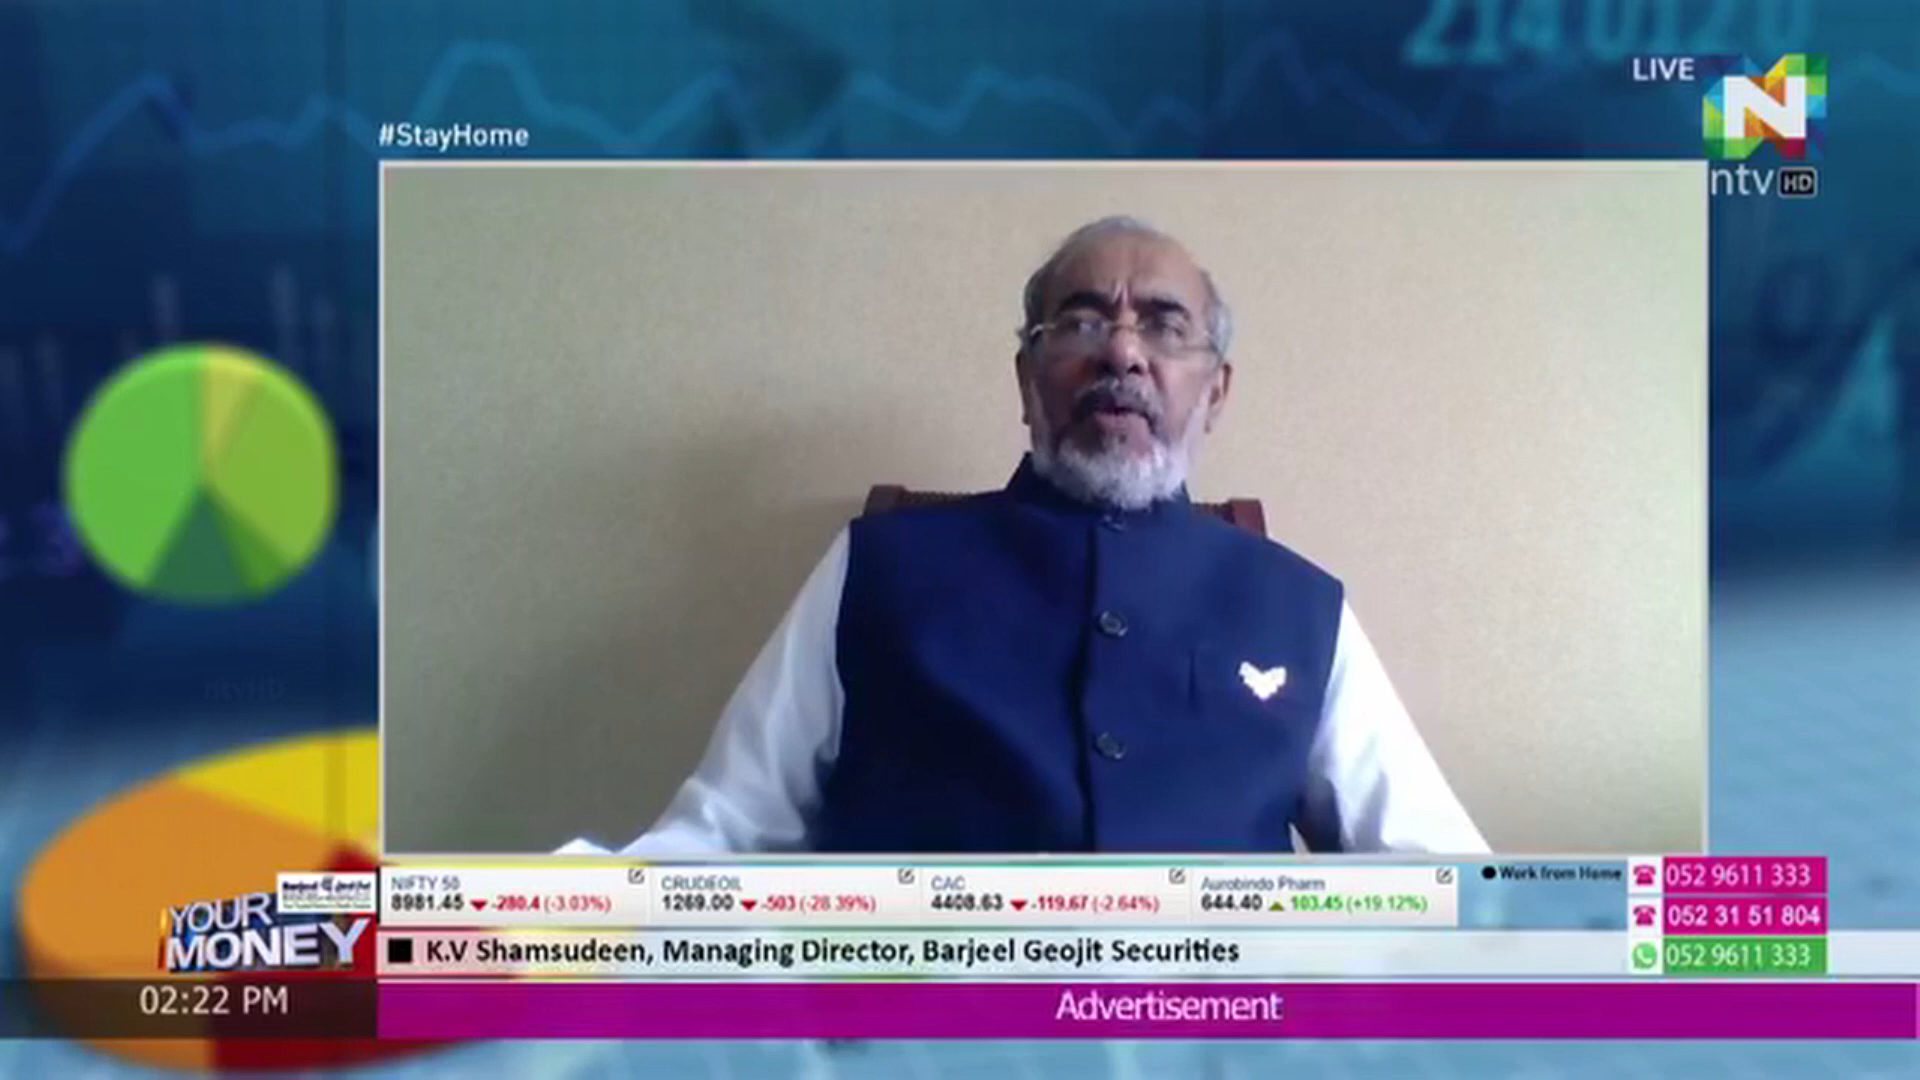 2140120
LIVE
N
#StayHome
ntv HD
NIFTY 50
8981.45 -280.4 (-3.03%)
CRUDEOIL
1269.00 -503 (-28.39%)
CAC
4408.63 -119.67 (-2.64%)
Aurobindo Pharm
644.40 103.45 (+19.12%)
Work from Home
052 9611 333
052 31 51 804
052 9611 333
YOUR
MONEY
K.V Shamsudeen, Managing Director, Barjeel Geojit Securities
02:22 PM
Advertisement